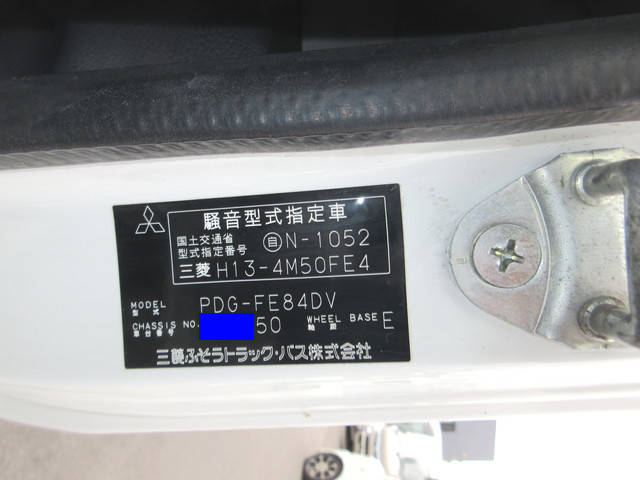 騒音型式指定車
国土交通省
型式指定番号 自N-1052
三菱 H13-4M50FE4
MODEL 型式 PDG-FE84DV
CHASSIS NO. 車台番号 50 WHEEL BASE 軸距 E
三菱ふそうトラック・バス株式会社